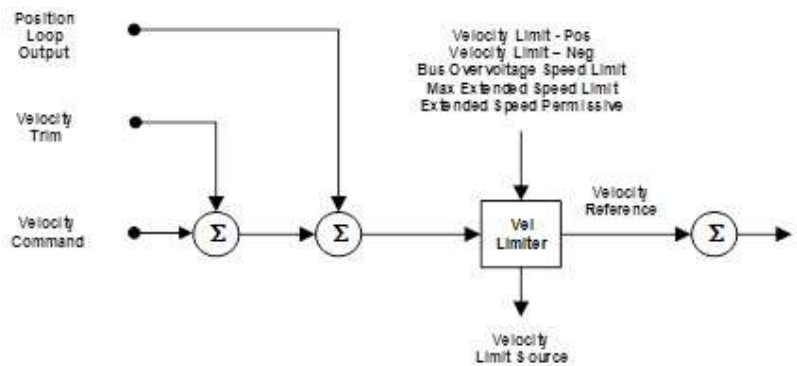 Position
Loop
Output
Velocity Limit - Pos
Velocity Limit – Neg
Bus Overvoltage Speed Limit
Max Extended Speed Limit
Extended Speed Permissive
Velocity
Trim
Velocity
Reference
Velocity
Command
Σ
Σ
Vel
Limiter
Σ
Velocity
Limit Source